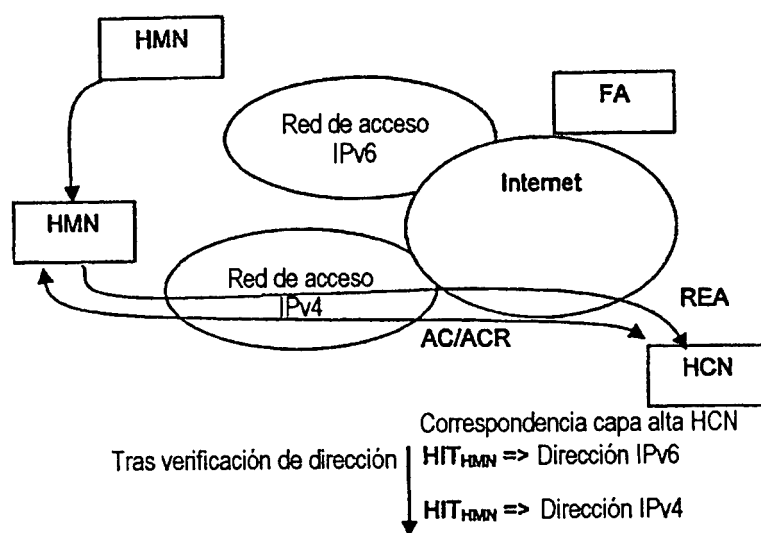 HMN
FA
Red de acceso
IPv6
Internet
HMN
Red de acceso
IPv4
REA
AC/ACR
HCN
Correspondencia capa alta HCN
Tras verificación de dirección
HIT_HMN => Dirección IPv6
HIT_HMN => Dirección IPv4